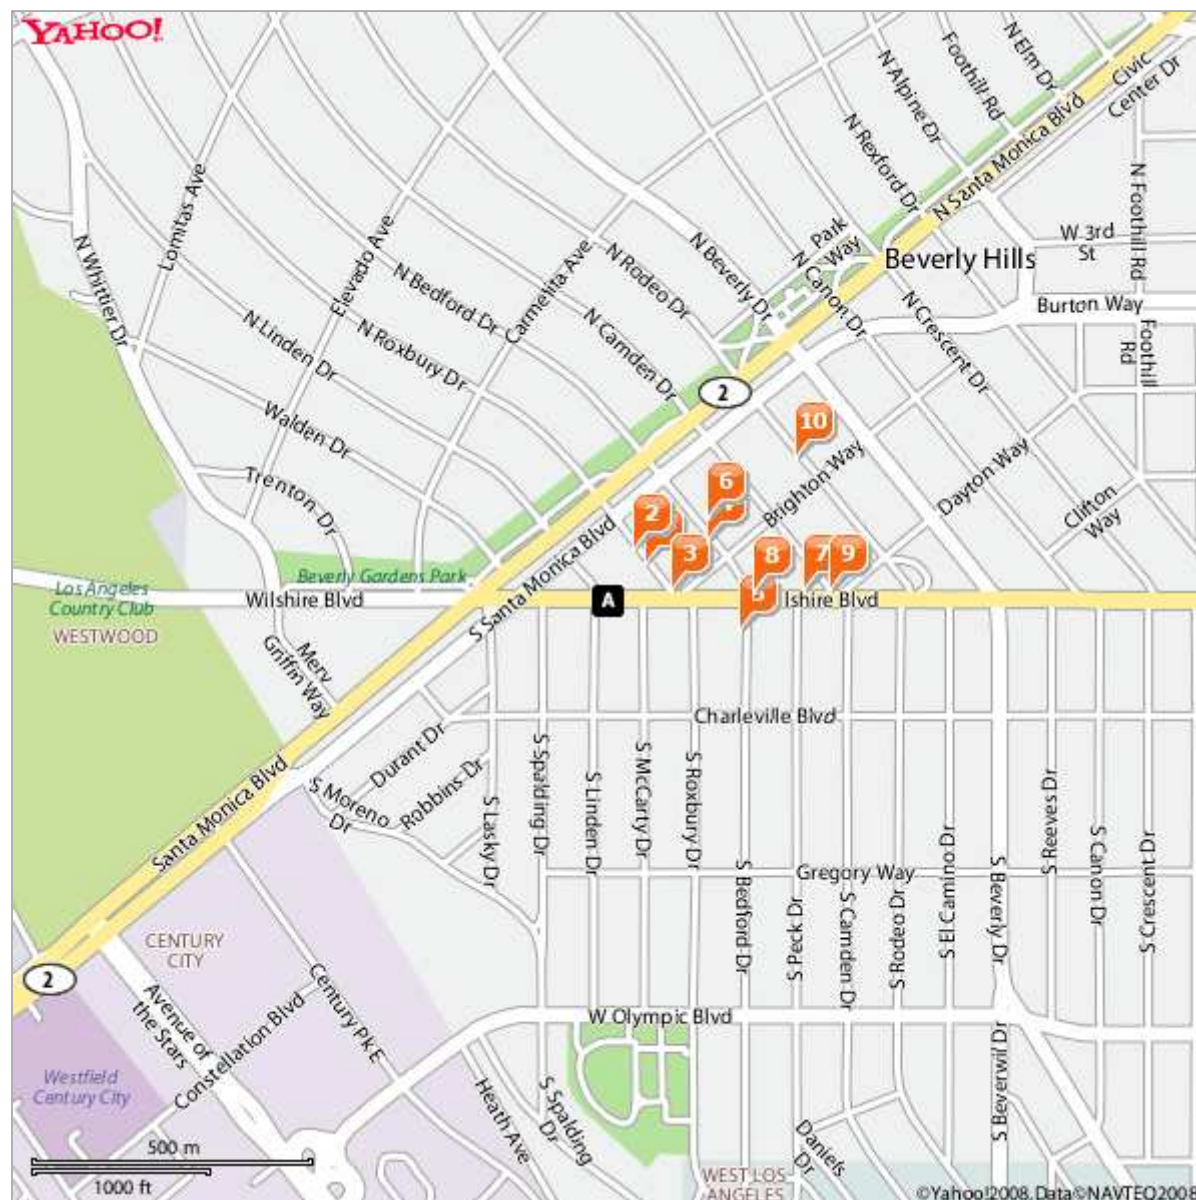 YAHOO!
N Elm Dr
Foothill Rd
N Alpine Dr
Civic
Center Dr
N Rexford Dr
N Santa Monica Blvd
N Foothill Rd
Lomitas Ave
Elevado Ave
N Whittier Dr
Carmelita Ave
N Bedford Dr
N Rodeo Dr
N Beverly Dr
N Park
Way
N Canon Dr
Beverly Hills
W 3rd
St
Burton Way
N Crescent Dr
Foothill
Rd
N Linden Dr
N Roxbury Dr
N Camden Dr
2
Walden Dr
Trenton Dr
10
6
Brighton Way
Dayton Way
Clifton
Way
2
3
8
7
9
5
S Santa Monica Blvd
Beverly Gardens Park
Los Angeles
Country Club
WESTWOOD
Wilshire Blvd
A
lshire Blvd
Merv
Griffin Way
Charleville Blvd
Durant Dr
Robbins Dr
S Moreno
Dr
Santa Monica Blvd
S Lasky Dr
S Spalding Dr
S Linden Dr
S McCarty Dr
S Roxbury Dr
S Bedford Dr
Gregory Way
S Peck Dr
S Camden Dr
S Rodeo Dr
S El Camino Dr
S Beverly Dr
S Reeves Dr
S Canon Dr
S Crescent Dr
CENTURY
CITY
2
Avenue of
the Stars
Constellation Blvd
Century Pk E
W Olympic Blvd
Westfield
Century City
Heath Ave
S Spalding
Dr
Daniels
Dr
S Beverwil Dr
500 m
1000 ft
WEST LOS
ANGELES
©Yahoo!2008, Data©NAVTEQ2008